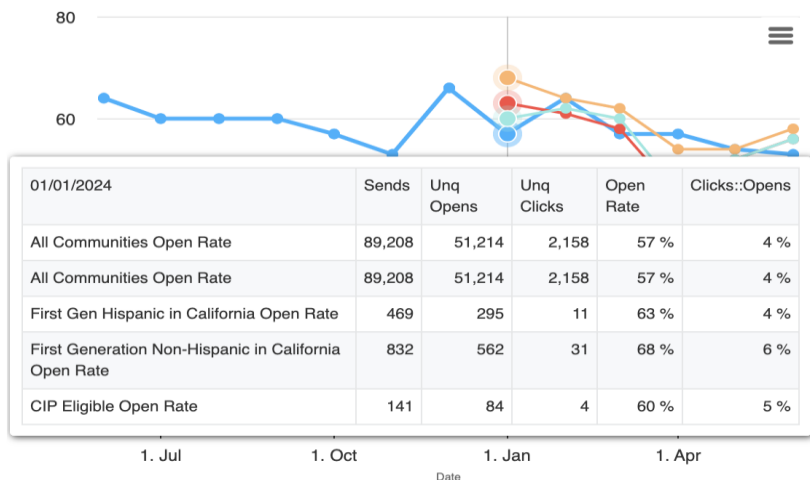 80
60
01/01/2024 Sends Unq Opens Unq Clicks Open Rate Clicks::Opens
All Communities Open Rate 89,208 51,214 2,158 57 % 4 %
All Communities Open Rate 89,208 51,214 2,158 57 % 4 %
First Gen Hispanic in California Open Rate 469 295 11 63 % 4 %
First Generation Non-Hispanic in California Open Rate 832 562 31 68 % 6 %
CIP Eligible Open Rate 141 84 4 60 % 5 %
1. Jul 1. Oct 1. Jan 1. Apr
Date